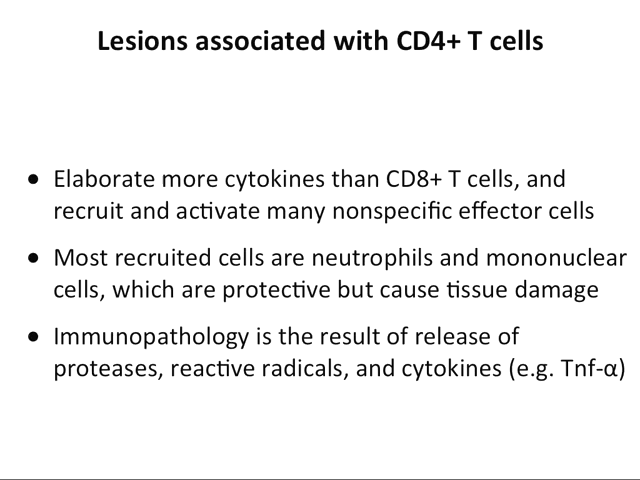 Lesions associated with CD4+ T cells
• Elaborate more cytokines than CD8+ T cells, and
recruit and activate many nonspecific effector cells
• Most recruited cells are neutrophils and mononuclear
cells, which are protective but cause tissue damage
• Immunopathology is the result of release of
proteases, reactive radicals, and cytokines (e.g. Tnf-α)